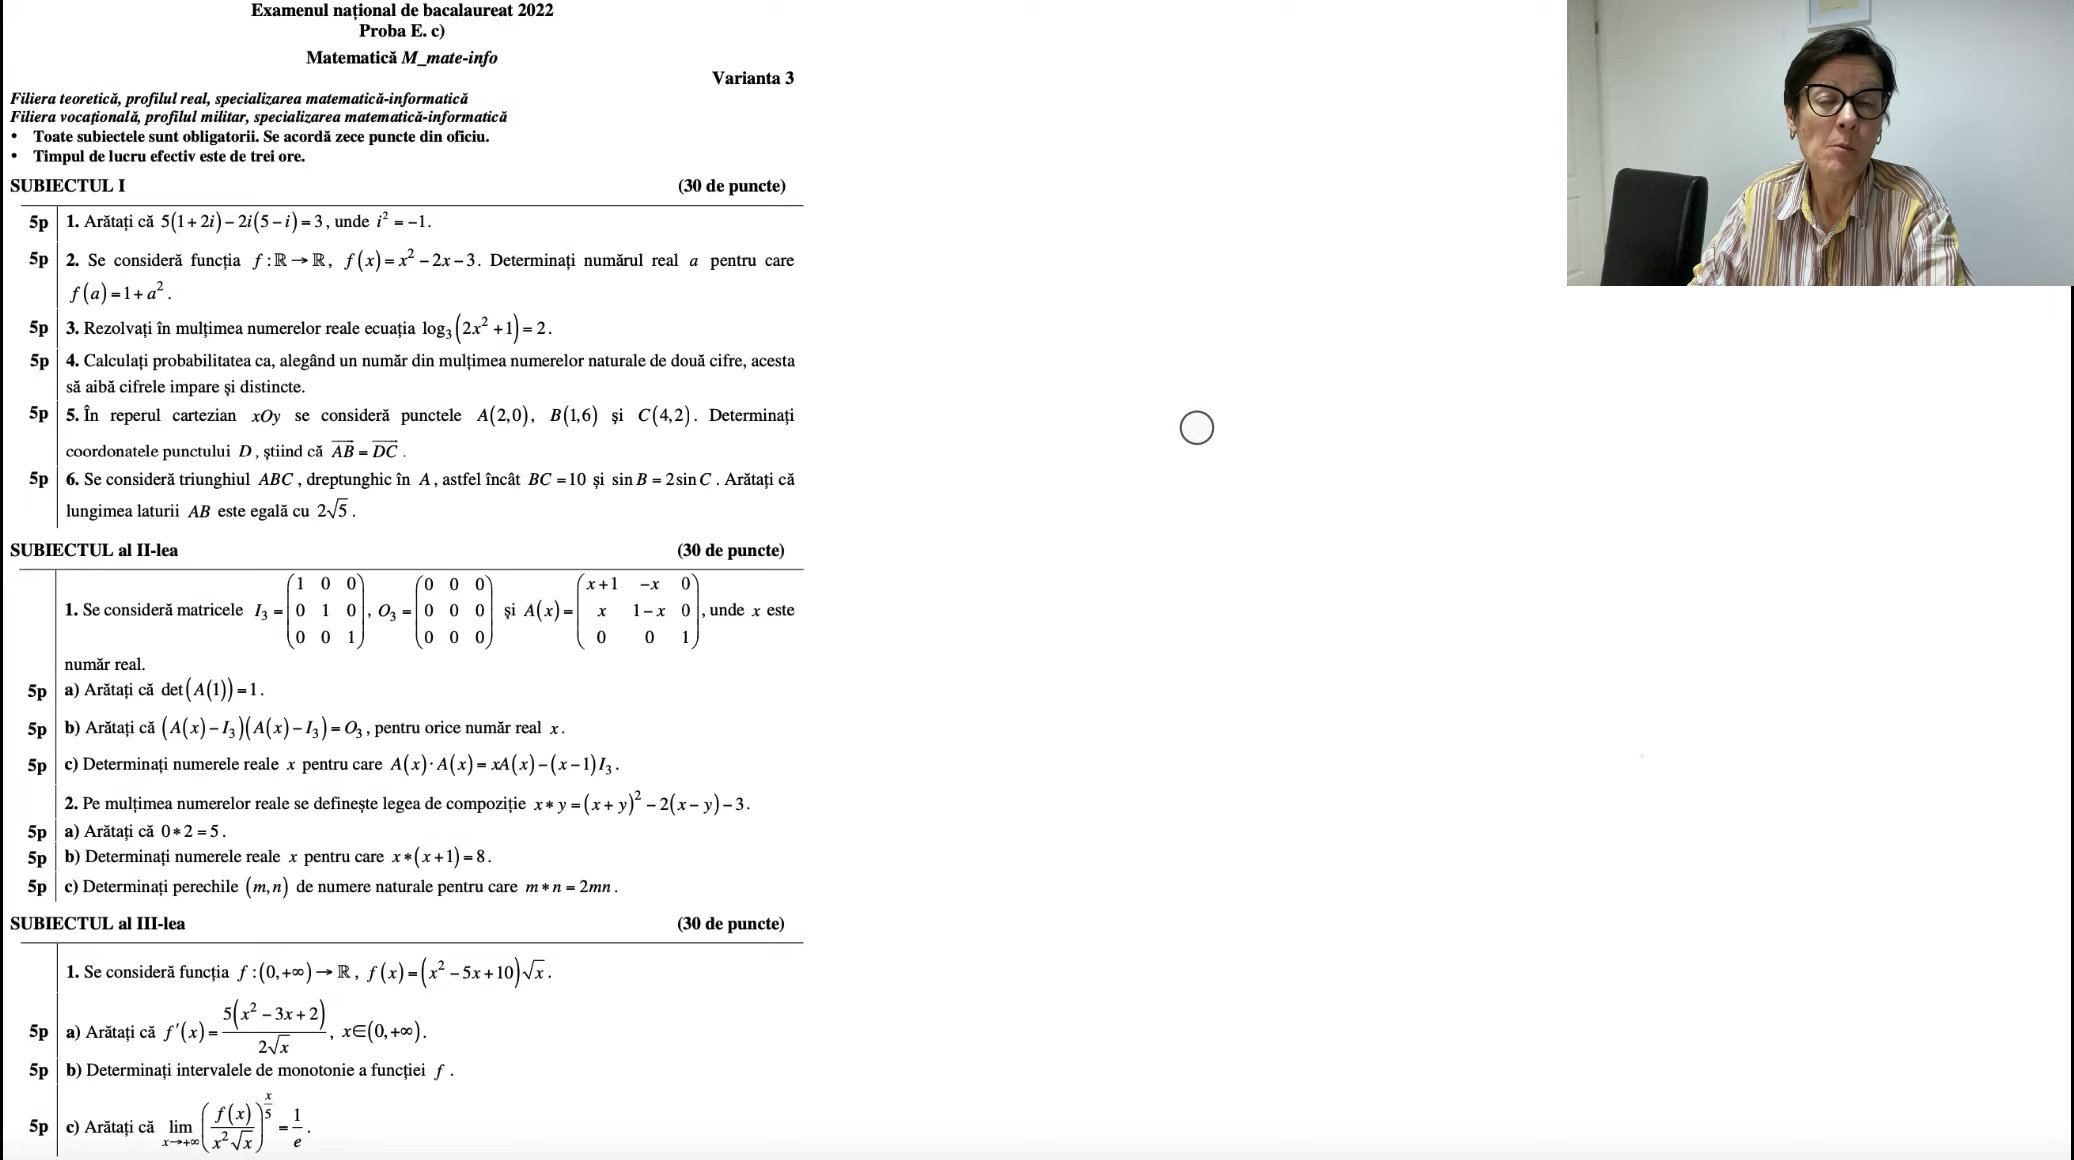 Examenul național de bacalaureat 2022
Proba E. c)
Matematică M_mate-info
Varianta 3
Filiera teoretică, profilul real, specializarea matematică-informatică
Filiera vocațională, profilul militar, specializarea matematică-informatică
• Toate subiectele sunt obligatorii. Se acordă zece puncte din oficiu.
• Timpul de lucru efectiv este de trei ore.
SUBIECTUL I (30 de puncte)
5p 1. Arătați că 5(1+2i)−2i(5−i)=3, unde i² = −1.
5p 2. Se consideră funcția f:ℝ→ℝ, f(x)=x²−2x−3. Determinați numărul real a pentru care
f(a)=1+a².
5p 3. Rezolvați în mulțimea numerelor reale ecuația log₃(2x²+1)=2.
5p 4. Calculați probabilitatea ca, alegând un număr din mulțimea numerelor naturale de două cifre, acesta
să aibă cifrele impare și distincte.
5p 5. În reperul cartezian xOy se consideră punctele A(2,0), B(1,6) și C(4,2). Determinați
coordonatele punctului D, știind că AB⃗ = DC⃗.
5p 6. Se consideră triunghiul ABC, dreptunghic în A, astfel încât BC=10 și sin B = 2sin C. Arătați că
lungimea laturii AB este egală cu 2√5.
SUBIECTUL al II-lea (30 de puncte)
1. Se consideră matricele I₃ = (1 0 0; 0 1 0; 0 0 1), O₃ = (0 0 0; 0 0 0; 0 0 0) și A(x) = (x+1 −x 0; x 1−x 0; 0 0 1), unde x este
număr real.
5p a) Arătați că det(A(1))=1.
5p b) Arătați că (A(x)−I₃)(A(x)−I₃)=O₃, pentru orice număr real x.
5p c) Determinați numerele reale x pentru care A(x)·A(x)=xA(x)−(x−1)I₃.
2. Pe mulțimea numerelor reale se definește legea de compoziție x∗y=(x+y)²−2(x−y)−3.
5p a) Arătați că 0∗2=5.
5p b) Determinați numerele reale x pentru care x∗(x+1)=8.
5p c) Determinați perechile (m,n) de numere naturale pentru care m∗n=2mn.
SUBIECTUL al III-lea (30 de puncte)
1. Se consideră funcția f:(0,+∞)→ℝ, f(x)=(x²−5x+10)√x.
5p a) Arătați că f′(x)=5(x²−3x+2)/(2√x), x∈(0,+∞).
5p b) Determinați intervalele de monotonie a funcției f.
5p c) Arătați că lim x→+∞ (f(x)/(x²√x))^(x/5) = 1/e.